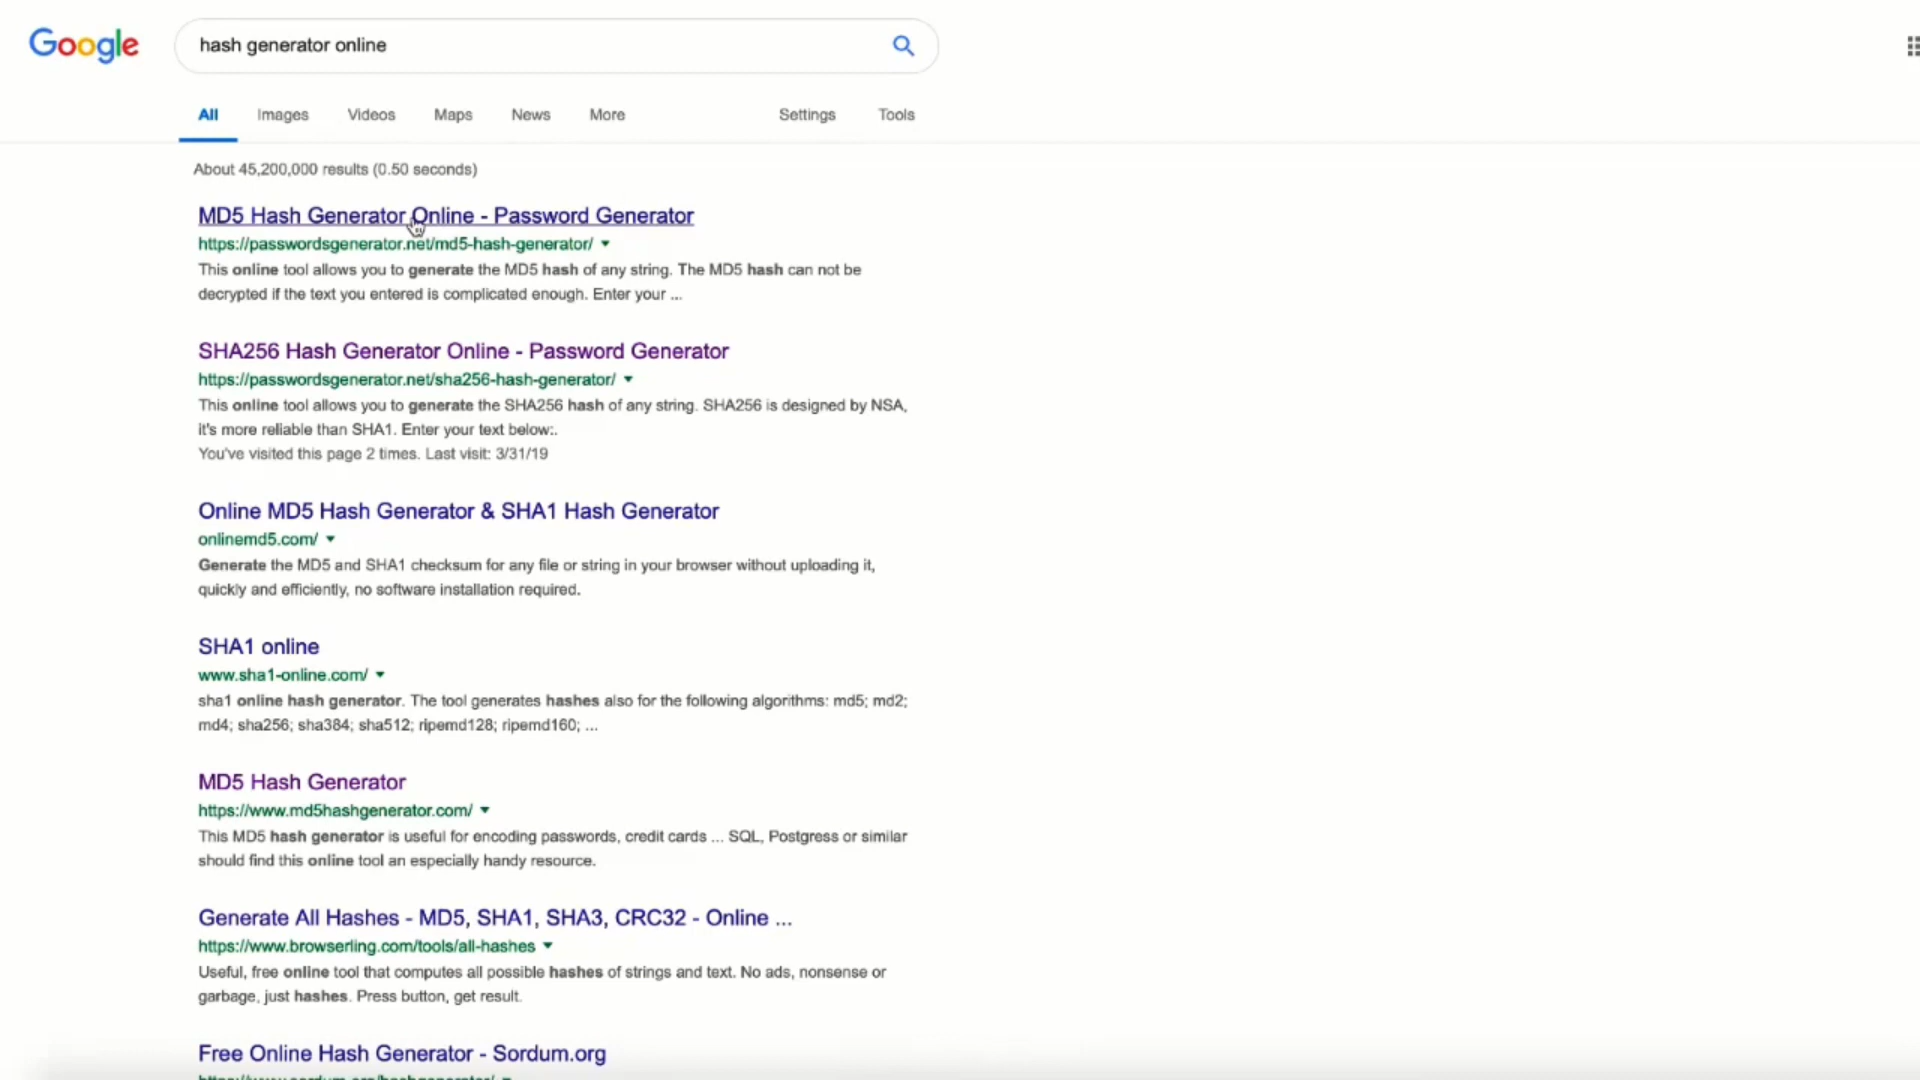 Google
hash generator online
All Images Videos Maps News More Settings Tools
About 45,200,000 results (0.50 seconds)
MD5 Hash Generator Online - Password Generator
https://passwordsgenerator.net/md5-hash-generator/
This online tool allows you to generate the MD5 hash of any string. The MD5 hash can not be
decrypted if the text you entered is complicated enough. Enter your ...
SHA256 Hash Generator Online - Password Generator
https://passwordsgenerator.net/sha256-hash-generator/
This online tool allows you to generate the SHA256 hash of any string. SHA256 is designed by NSA,
it's more reliable than SHA1. Enter your text below:.
You've visited this page 2 times. Last visit: 3/31/19
Online MD5 Hash Generator & SHA1 Hash Generator
onlinemd5.com/
Generate the MD5 and SHA1 checksum for any file or string in your browser without uploading it,
quickly and efficiently, no software installation required.
SHA1 online
www.sha1-online.com/
sha1 online hash generator. The tool generates hashes also for the following algorithms: md5; md2;
md4; sha256; sha384; sha512; ripemd128; ripemd160; ...
MD5 Hash Generator
https://www.md5hashgenerator.com/
This MD5 hash generator is useful for encoding passwords, credit cards ... SQL, Postgress or similar
should find this online tool an especially handy resource.
Generate All Hashes - MD5, SHA1, SHA3, CRC32 - Online ...
https://www.browserling.com/tools/all-hashes
Useful, free online tool that computes all possible hashes of strings and text. No ads, nonsense or
garbage, just hashes. Press button, get result.
Free Online Hash Generator - Sordum.org
https://www.sordum.org/hashgenerator/